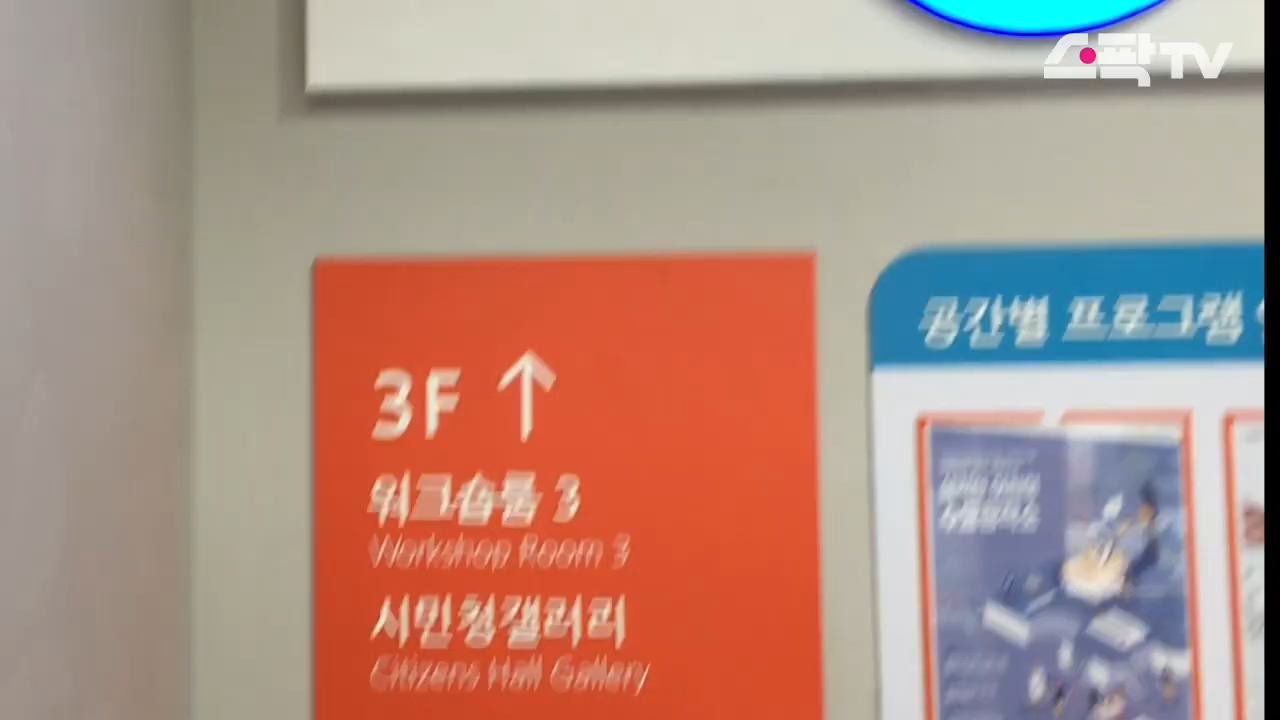 스팍TV
3F ↑
워크숍룸 3
Workshop Room 3
시민청갤러리
Citizens Hall Gallery
공간별 프로그램